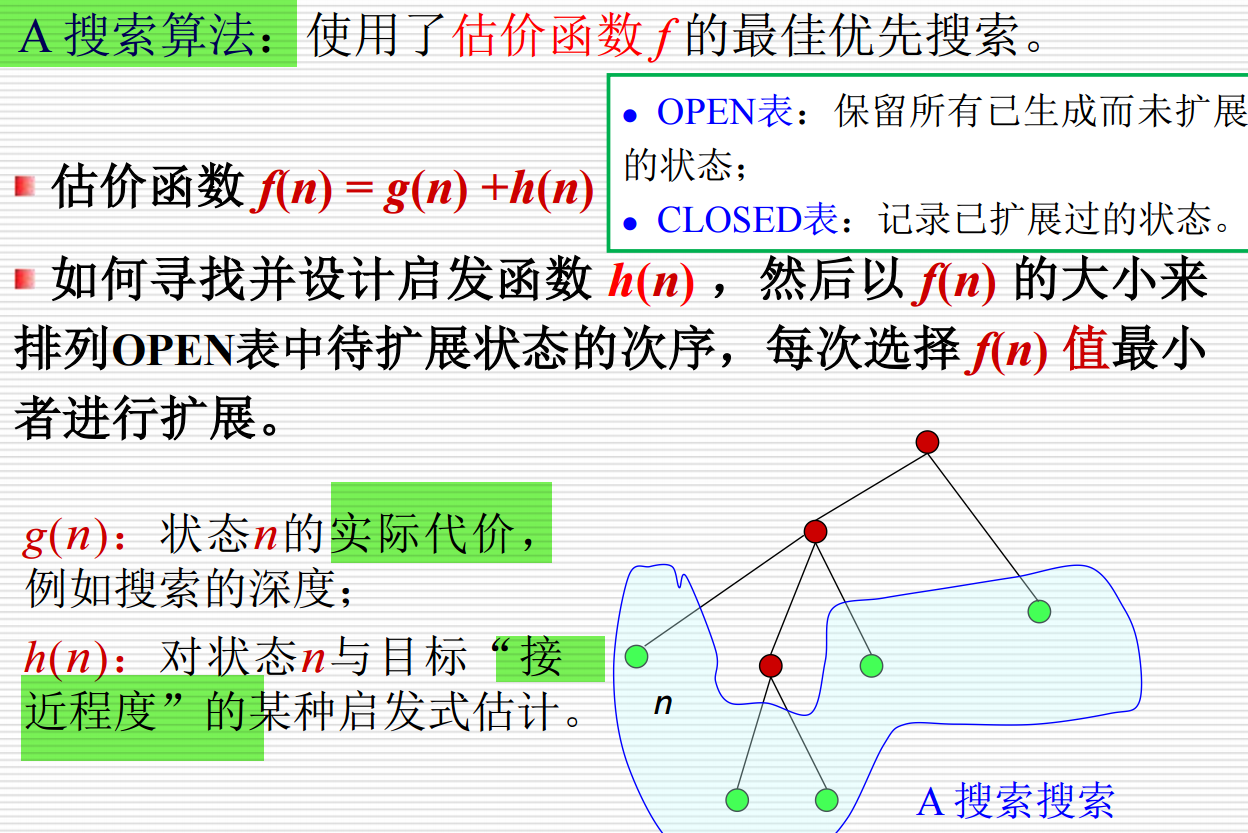 A 搜索算法：使用了估价函数 f 的最佳优先搜索。
• OPEN表：保留所有已生成而未扩展
的状态；
• CLOSED表：记录已扩展过的状态。
估价函数 f(n) = g(n) +h(n)
如何寻找并设计启发函数 h(n) ，然后以 f(n) 的大小来
排列OPEN表中待扩展状态的次序，每次选择 f(n) 值最小
者进行扩展。
g(n)：状态n的实际代价，
例如搜索的深度；
h(n)：对状态n与目标“接
近程度”的某种启发式估计。
n
A 搜索搜索